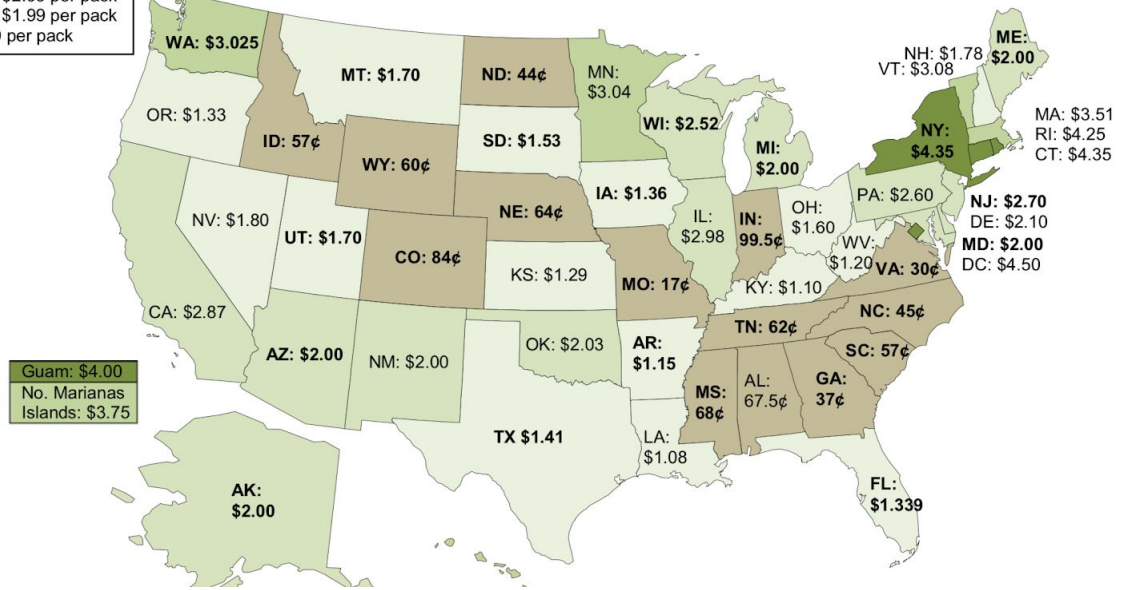 $1.99 per pack
per pack
WA: $3.025
MT: $1.70
ND: 44¢
MN:
$3.04
NH: $1.78
VT: $3.08
ME:
$2.00
OR: $1.33
ID: 57¢
WY: 60¢
SD: $1.53
WI: $2.52
MI:
$2.00
NY:
$4.35
MA: $3.51
RI: $4.25
CT: $4.35
NV: $1.80
UT: $1.70
CO: 84¢
NE: 64¢
IA: $1.36
IL:
$2.98
IN:
99.5¢
OH:
$1.60
PA: $2.60
NJ: $2.70
DE: $2.10
MD: $2.00
DC: $4.50
WV:
$1.20
VA: 30¢
CA: $2.87
KS: $1.29
MO: 17¢
KY: $1.10
NC: 45¢
TN: 62¢
SC: 57¢
AZ: $2.00
NM: $2.00
OK: $2.03
AR:
$1.15
MS:
68¢
AL:
67.5¢
GA:
37¢
Guam: $4.00
No. Marianas
Islands: $3.75
TX $1.41
LA:
$1.08
FL:
$1.339
AK:
$2.00